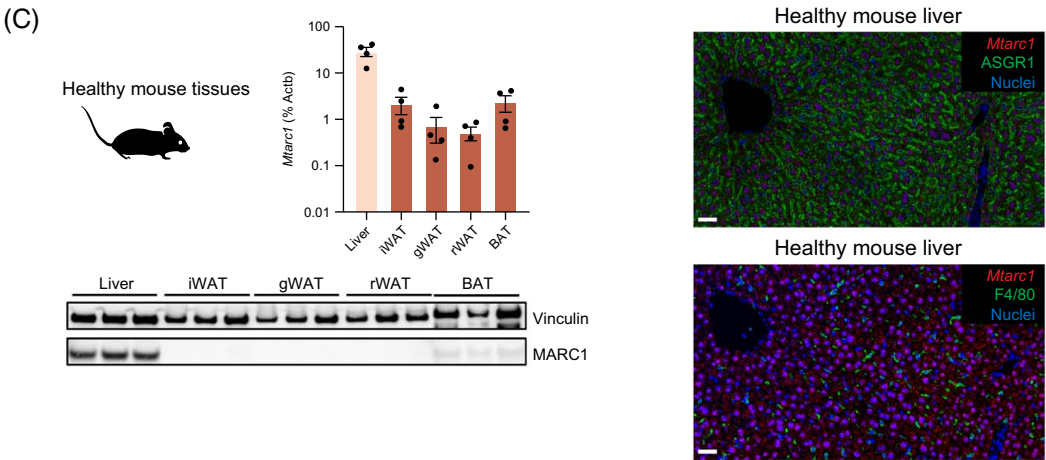 (C)
Healthy mouse tissues
Mtarc1 (% Actb)
100
10
1
0.1
0.01
Liver
iWAT
gWAT
rWAT
BAT
Liver iWAT gWAT rWAT BAT
Vinculin
MARC1
Healthy mouse liver
Mtarc1
ASGR1
Nuclei
Healthy mouse liver
Mtarc1
F4/80
Nuclei